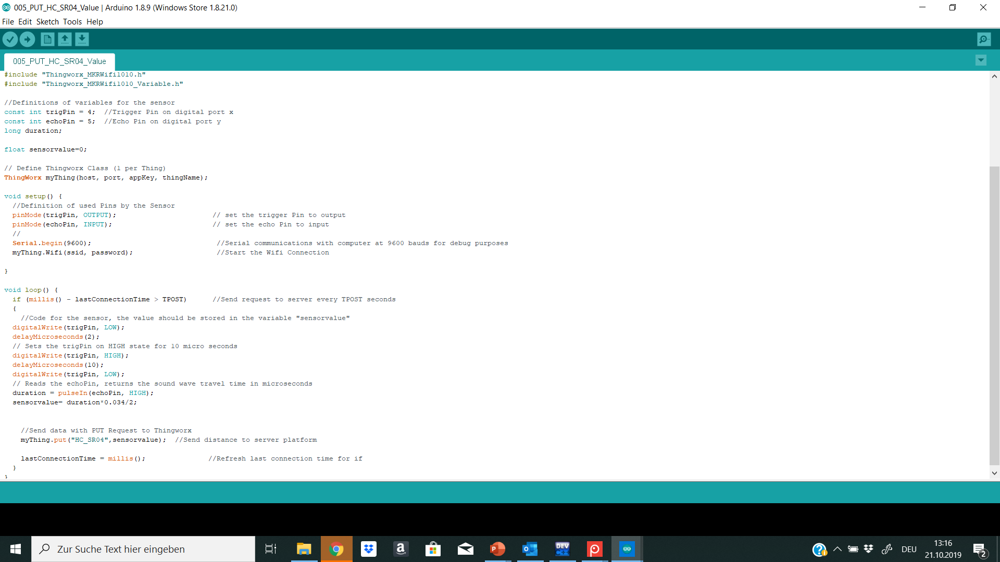 005_PUT_HC_SR04_Value | Arduino 1.8.9 (Windows Store 1.8.21.0)
File Edit Sketch Tools Help
005_PUT_HC_SR04_Value
#include "Thingworx_MKRWifi1010.h"
#include "Thingworx_MKRWifi1010_Variable.h"
//Definitions of variables for the sensor
const int trigPin = 4;  //Trigger Pin on digital port x
const int echoPin = 5;  //Echo Pin on digital port y
long duration;
float sensorvalue=0;
// Define Thingworx Class (1 per Thing)
ThingWorx myThing(host, port, appKey, thingName);
void setup() {
//Definition of used Pins by the Sensor
pinMode(trigPin, OUTPUT); // set the trigger Pin to output
pinMode(echoPin, INPUT); // set the echo Pin to input
//
Serial.begin(9600); //Serial communications with computer at 9600 bauds for debug purposes
myThing.Wifi(ssid, password); //Start the Wifi Connection
}
void loop() {
if (millis() - lastConnectionTime > TPOST) //Send request to server every TPOST seconds
{
//Code for the sensor, the value should be stored in the variable "sensorvalue"
digitalWrite(trigPin, LOW);
delayMicroseconds(2);
// Sets the trigPin on HIGH state for 10 micro seconds
digitalWrite(trigPin, HIGH);
delayMicroseconds(10);
digitalWrite(trigPin, LOW);
// Reads the echoPin, returns the sound wave travel time in microseconds
duration = pulseIn(echoPin, HIGH);
sensorvalue= duration*0.034/2;
//Send data with PUT Request to Thingworx
myThing.put("HC_SR04",sensorvalue);  //Send distance to server platform
lastConnectionTime = millis(); //Refresh last connection time for if
}
}
Zur Suche Text hier eingeben
a
P
o
DEV
C++
DEU
13:16
21.10.2019
2